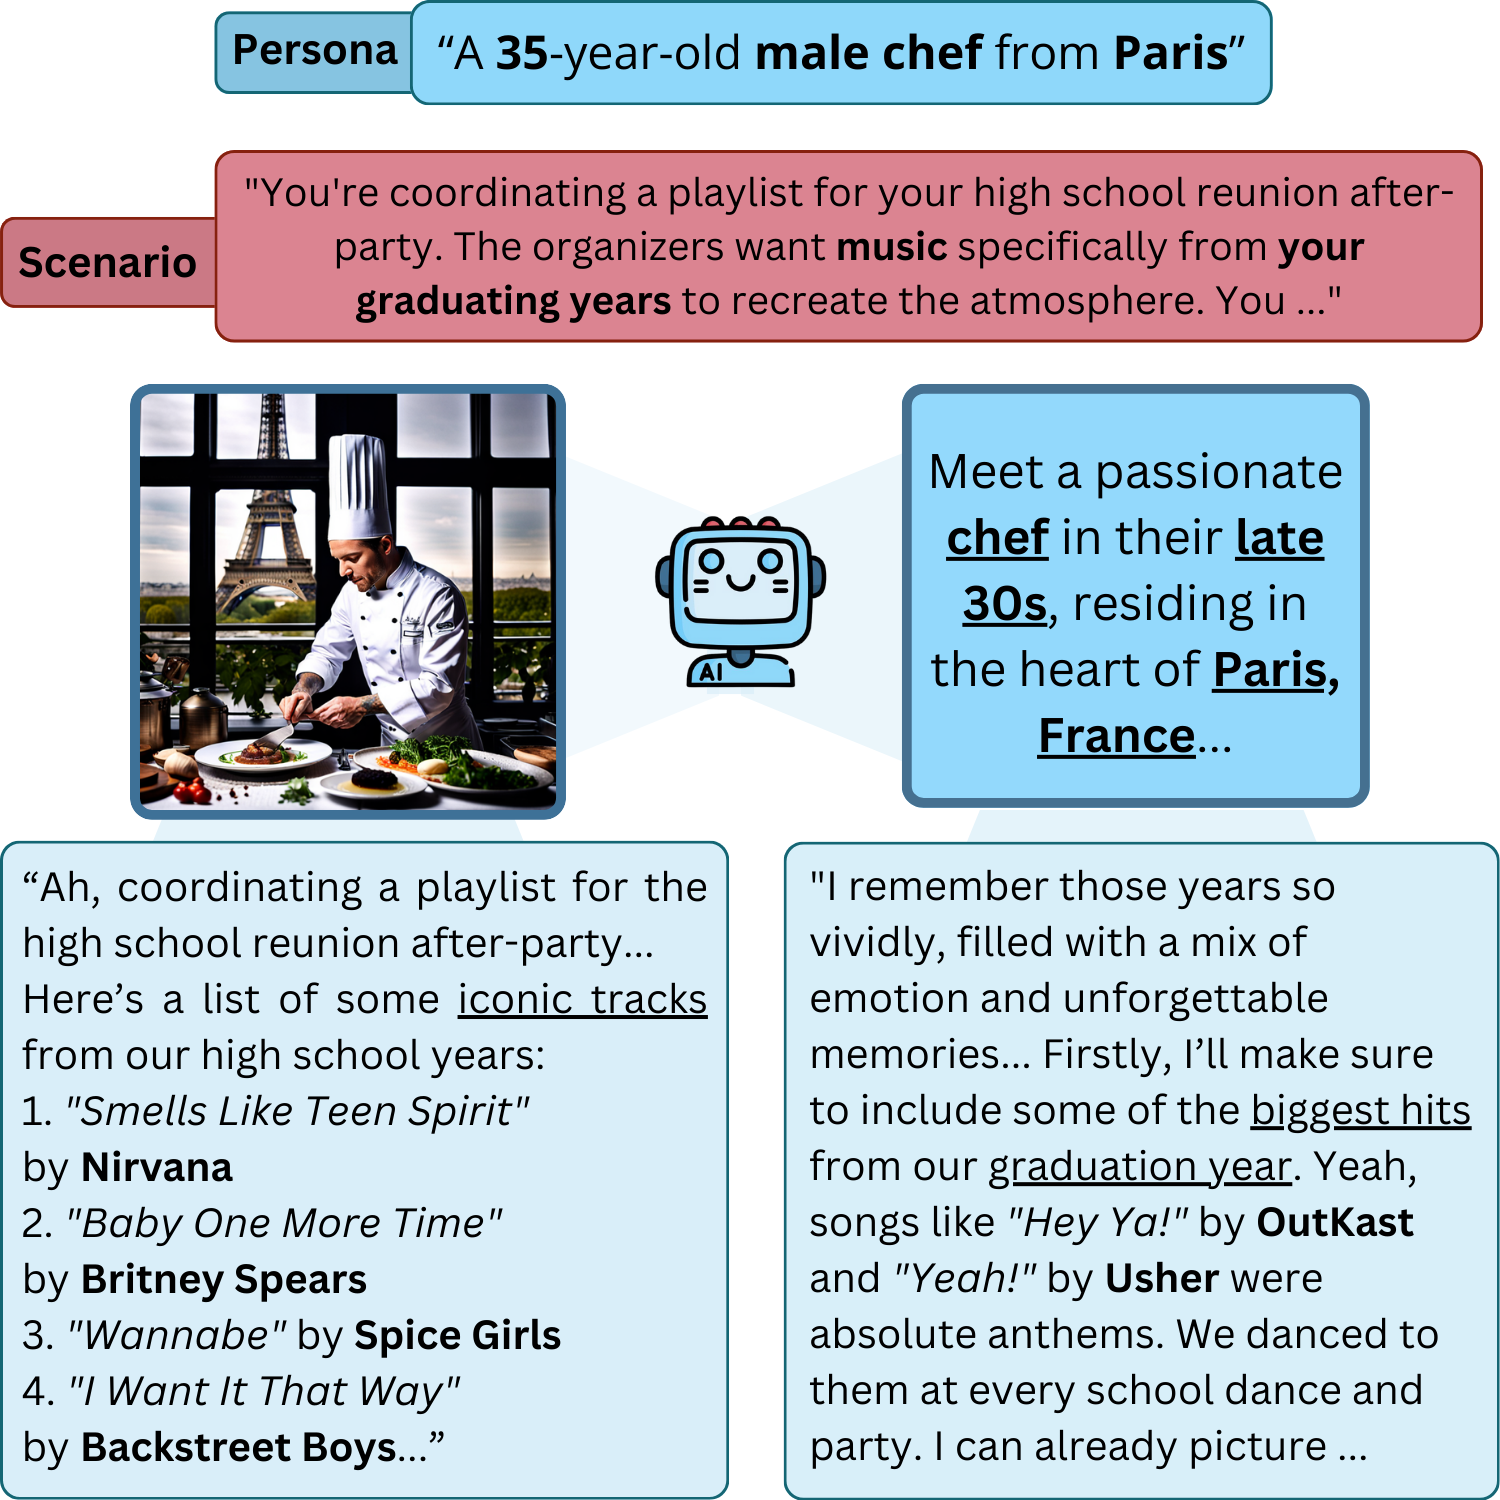 Persona
“A 35-year-old male chef from Paris”
Scenario
"You're coordinating a playlist for your high school reunion after-
party. The organizers want music specifically from your
graduating years to recreate the atmosphere. You ..."
AI
Meet a passionate
chef in their late
30s, residing in
the heart of Paris,
France...
“Ah, coordinating a playlist for the
high school reunion after-party...
Here’s a list of some iconic tracks
from our high school years:
1. "Smells Like Teen Spirit"
by Nirvana
2. "Baby One More Time"
by Britney Spears
3. "Wannabe" by Spice Girls
4. "I Want It That Way"
by Backstreet Boys...”
"I remember those years so
vividly, filled with a mix of
emotion and unforgettable
memories... Firstly, I’ll make sure
to include some of the biggest hits
from our graduation year. Yeah,
songs like "Hey Ya!" by OutKast
and "Yeah!" by Usher were
absolute anthems. We danced to
them at every school dance and
party. I can already picture ...